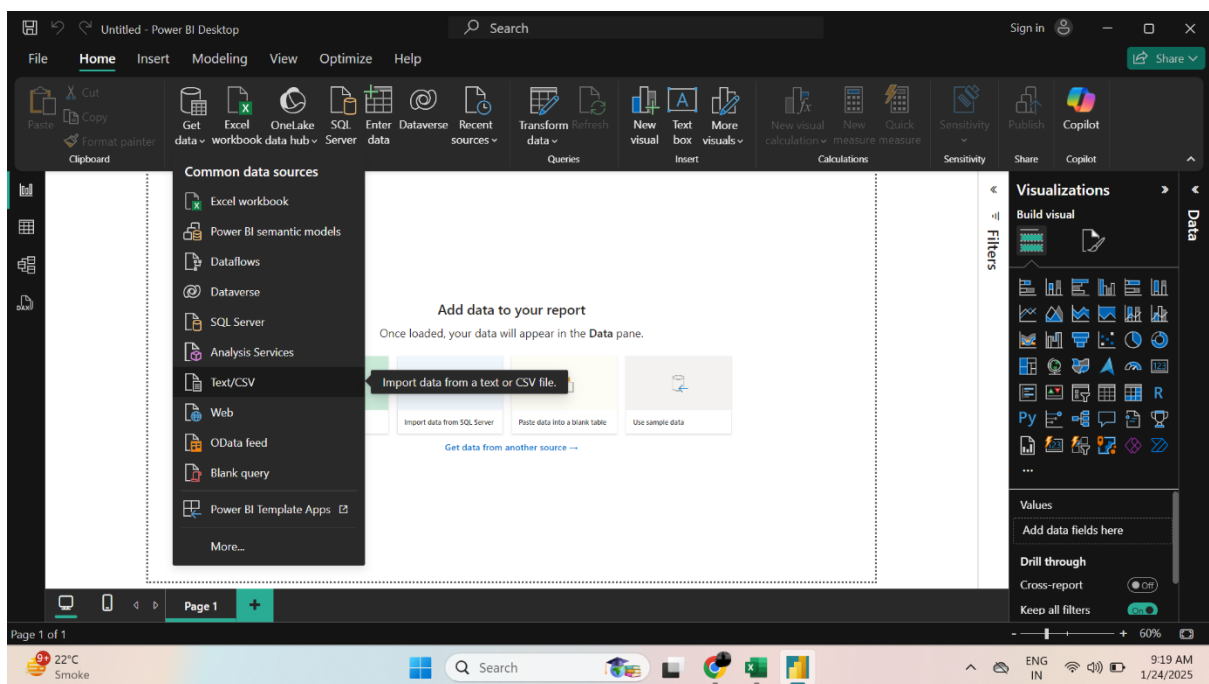 Untitled - Power BI Desktop
Search
Sign in
File Home Insert Modeling View Optimize Help
Share
Paste
Cut
Copy
Format painter
Clipboard
Get data
Excel workbook
OneLake data hub
SQL Server
Enter data
Dataverse
Recent sources
Transform data
Refresh
Queries
New visual
Text box
More visuals
Insert
New visual calculation
New measure
Quick measure
Calculations
Sensitivity
Sensitivity
Publish
Share
Copilot
Copilot
Common data sources
Excel workbook
Power BI semantic models
Dataflows
Dataverse
SQL Server
Analysis Services
Text/CSV
Web
OData feed
Blank query
Power BI Template Apps
More...
Import data from a text or CSV file.
Add data to your report
Once loaded, your data will appear in the Data pane.
Import data from SQL Server
Paste data into a blank table
Use sample data
Get data from another source →
Filters
Visualizations
Build visual
Data
DAX
123
R
Py
...
Values
Add data fields here
Drill through
Cross-report
Off
Keep all filters
On
Page 1
Page 1 of 1
60%
9+
22°C
Smoke
Search
ENG
IN
9:19 AM
1/24/2025